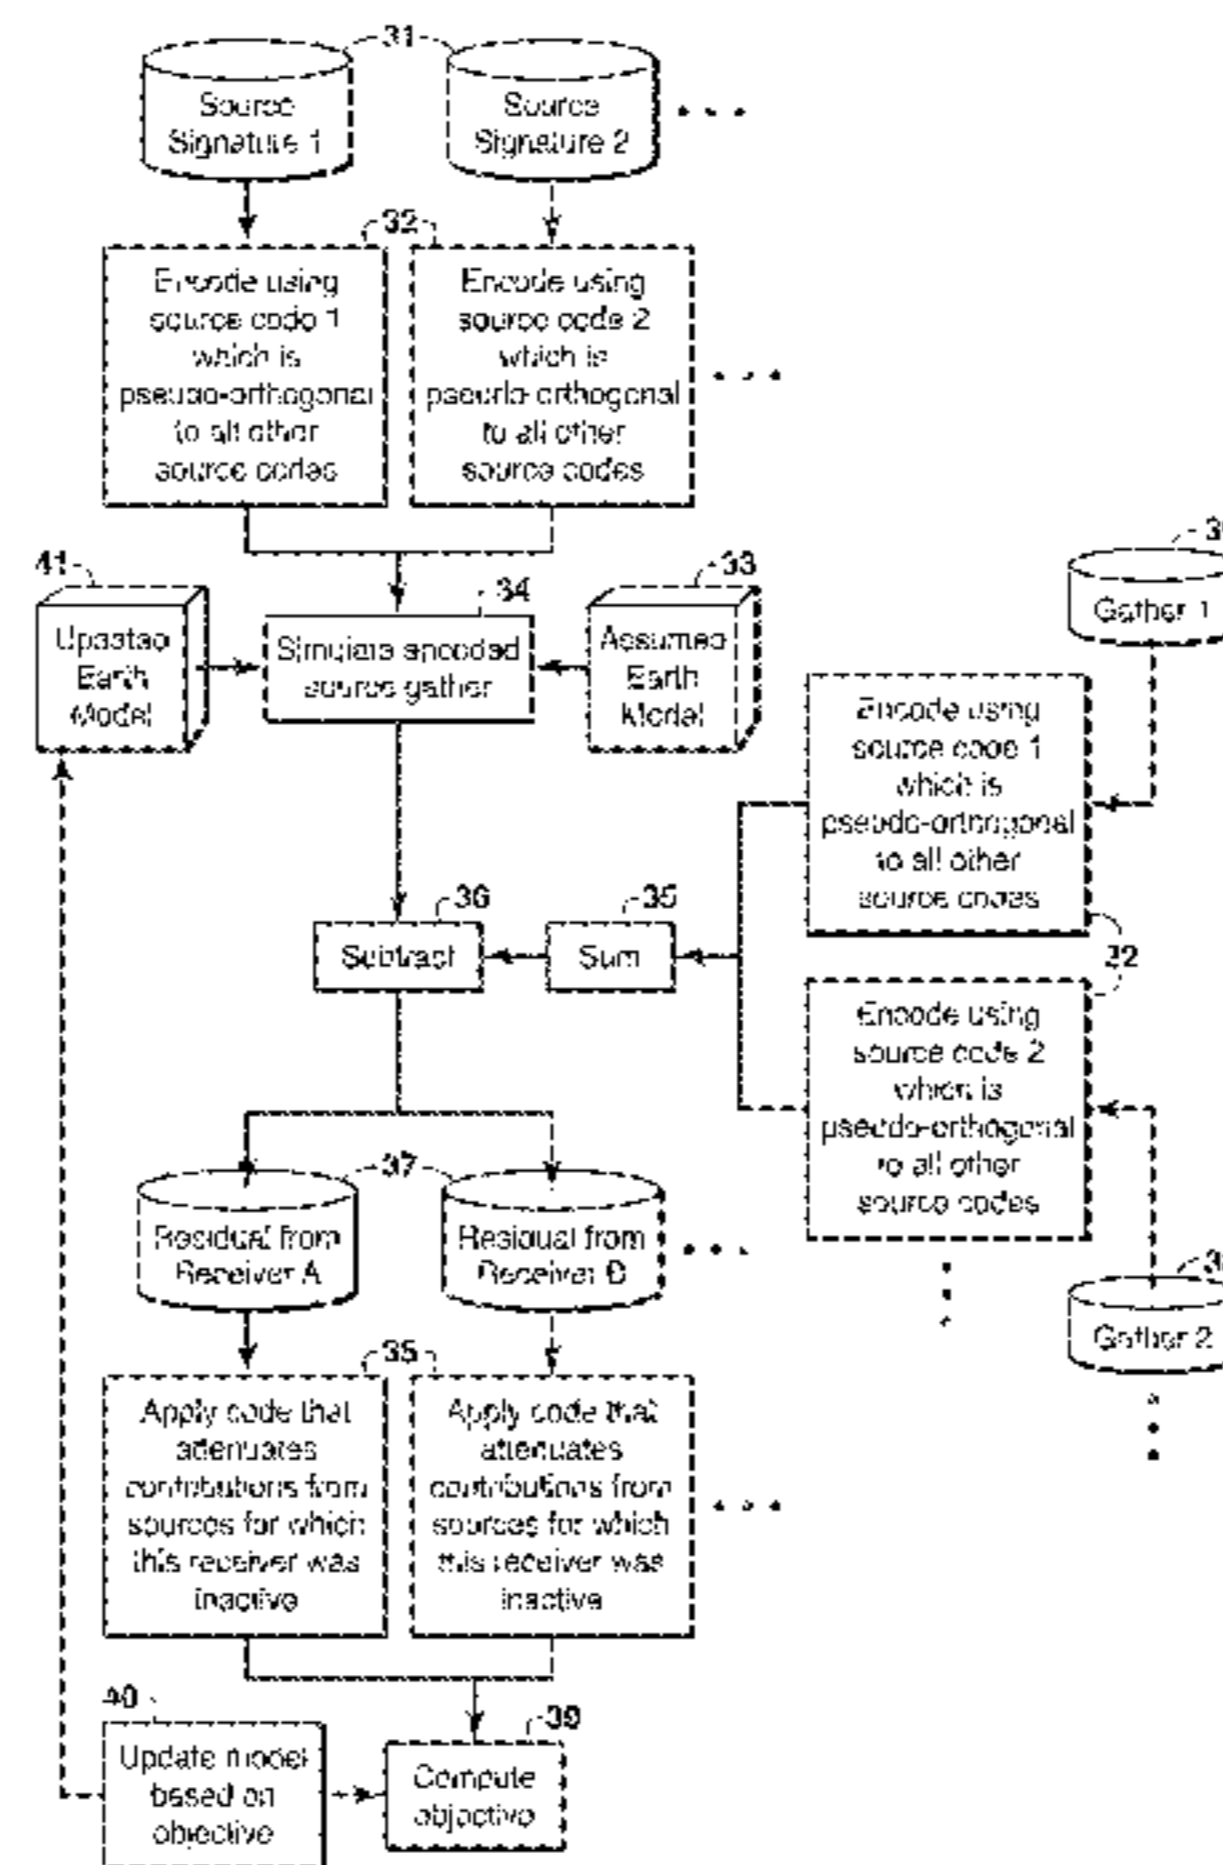 31
Source
Signature 1
Source
Signature 2
32
Encode using
source code 1
which is
pseudo-orthogonal
to all other
source codes
Encode using
source code 2
which is
pseudo-orthogonal
to all other
source codes
41
Updated
Earth
Model
34
Simulate encoded
source gather
33
Assumed
Earth
Model
Gather 1
Encode using
source code 1
which is
pseudo-orthogonal
to all other
source codes
36
Subtract
35
Sum
32
Encode using
source code 2
which is
pseudo-orthogonal
to all other
source codes
Gather 2
37
Residual from
Receiver A
Residual from
Receiver B
Apply code that
attenuates
contributions from
sources for which
this receiver was
inactive
Apply code that
attenuates
contributions from
sources for which
this receiver was
inactive
40
Update model
based on
objective
39
Compute
objective